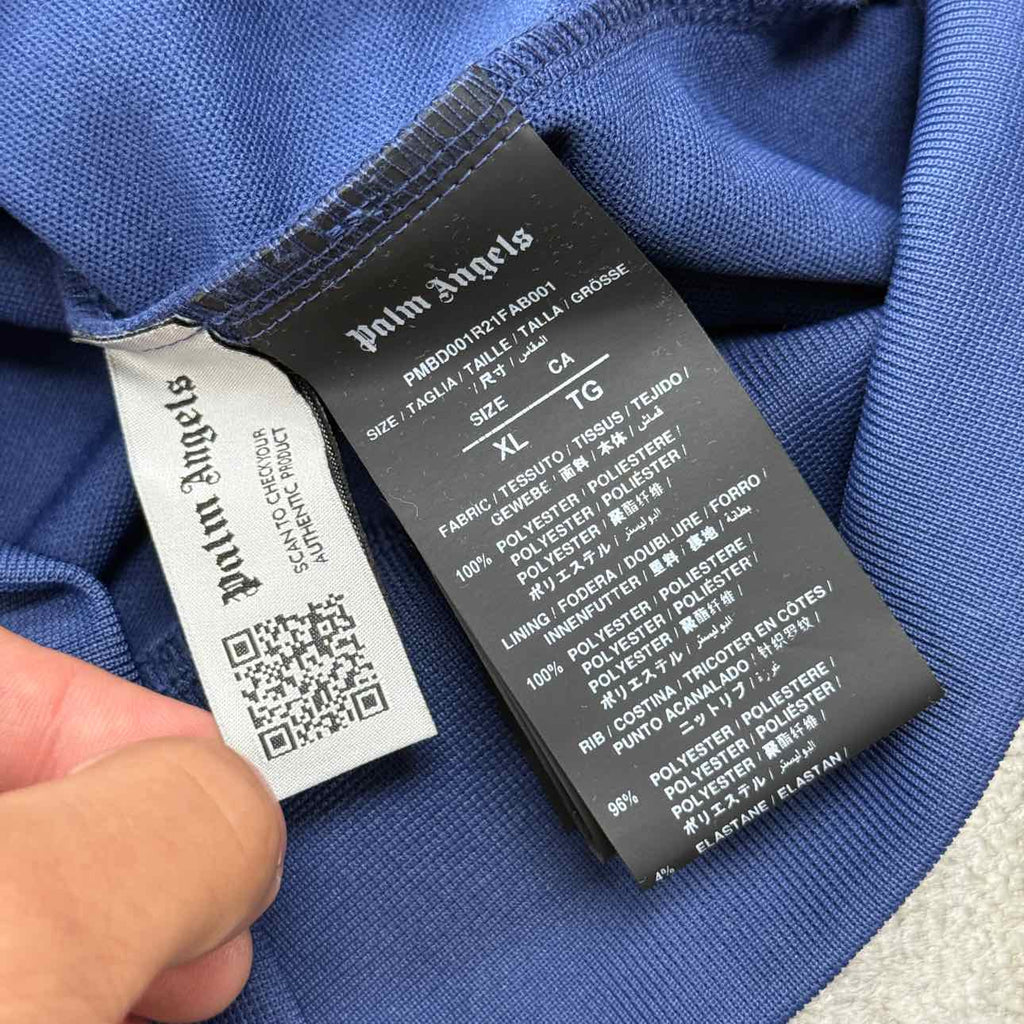 Palm Angels
SCAN TO CHECK YOUR
AUTHENTIC PRODUCT
Palm Angels
PMBD001R21FAB001
SIZE / TAGLIA / TAILLE / TALLA / GRÖSSE
/ 尺寸 / المقاس
SIZE CA
XL TG
FABRIC / TESSUTO / TISSUS / TEJIDO /
GEWEBE / 面料 / 本体 / قماش
100% POLYESTER / POLIESTERE /
POLYESTER / POLIÉSTER /
POLYESTER / 聚酯纤维 /
ポリエステル / البوليستر
LINING / FODERA / DOUBLURE / FORRO /
INNENFUTTER / 里料 / 裏地 / بطنة
100% POLYESTER / POLIESTERE /
POLYESTER / POLIÉSTER /
POLYESTER / 聚酯纤维 /
ポリエステル / البوليستر
RIB / COSTINA / TRICOTER EN CÔTES /
PUNTO ACANALADO / 针织罗纹 /
ニットリブ /
96% POLYESTER / POLIESTERE /
POLYESTER / POLIÉSTER /
POLYESTER / 聚酯纤维 /
ポリエステル / البوليستر
4% ELASTANE / ELASTAN /